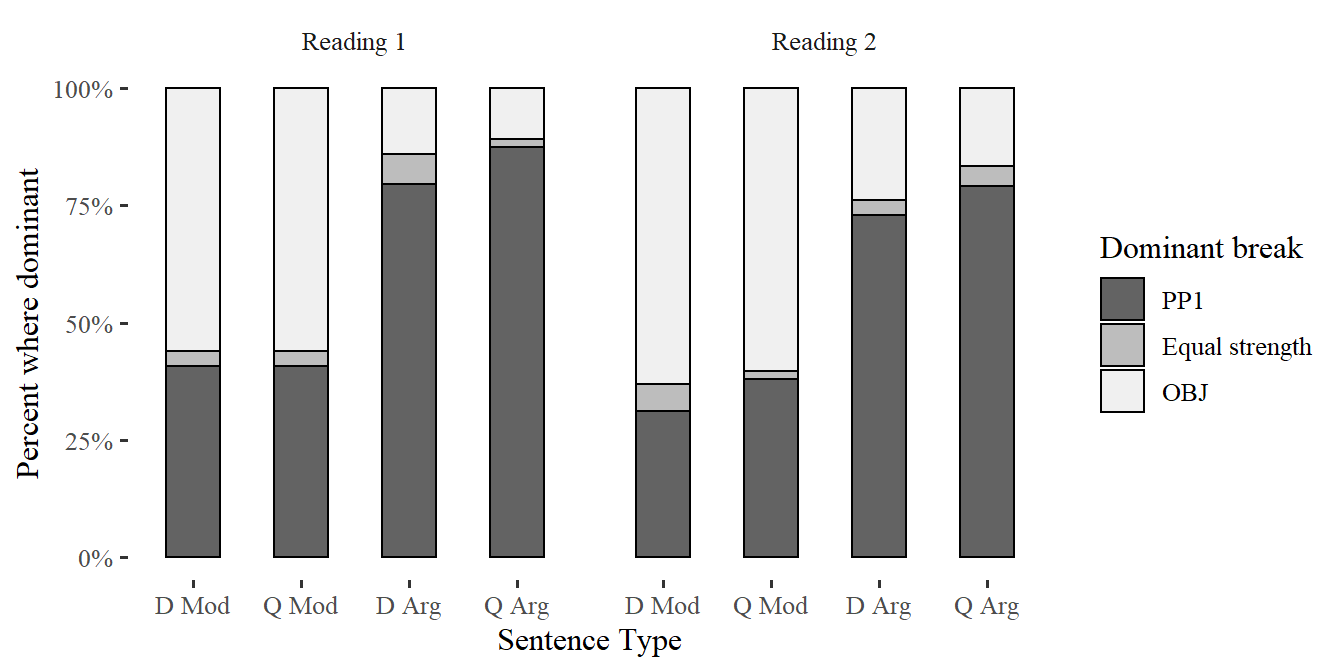 Reading 1
Reading 2
Percent where dominant
100%
75%
50%
25%
0%
D Mod
Q Mod
D Arg
Q Arg
D Mod
Q Mod
D Arg
Q Arg
Sentence Type
Dominant break
PP1
Equal strength
OBJ